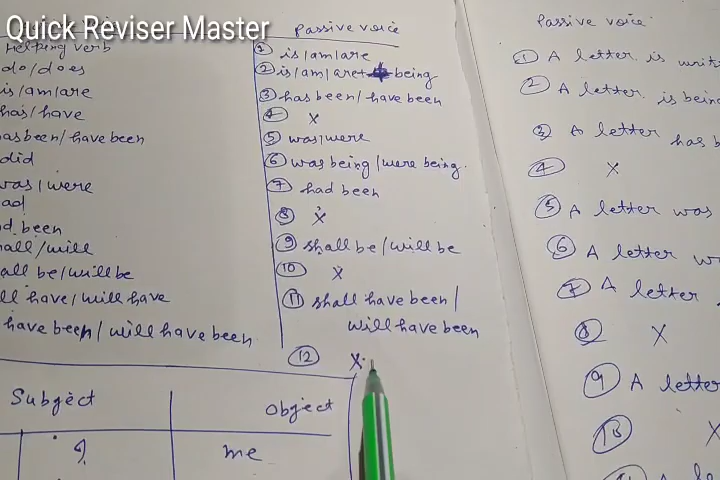 Quick Reviser Master
Helping verb
do/does
is/am/are
has/have
has been/have been
did
was/were
had
had been
shall/will
shall be/will be
shall have/will have
have been/will have been
Passive voice
① is/am/are
② is/am/are+ being
③ has been/have been
④ X
⑤ was/were
⑥ was being/were being.
⑦ had been
⑧ X
⑨ shall be/will be
⑩ X
⑪ shall have been/
will have been
⑫ X
Subject
Object
I
me
Passive voice
① A letter is
② A letter is being
③ A letter has
④ X
⑤ A letter was
⑥ A letter
⑦ A letter
⑧ X
⑨ A letter
X